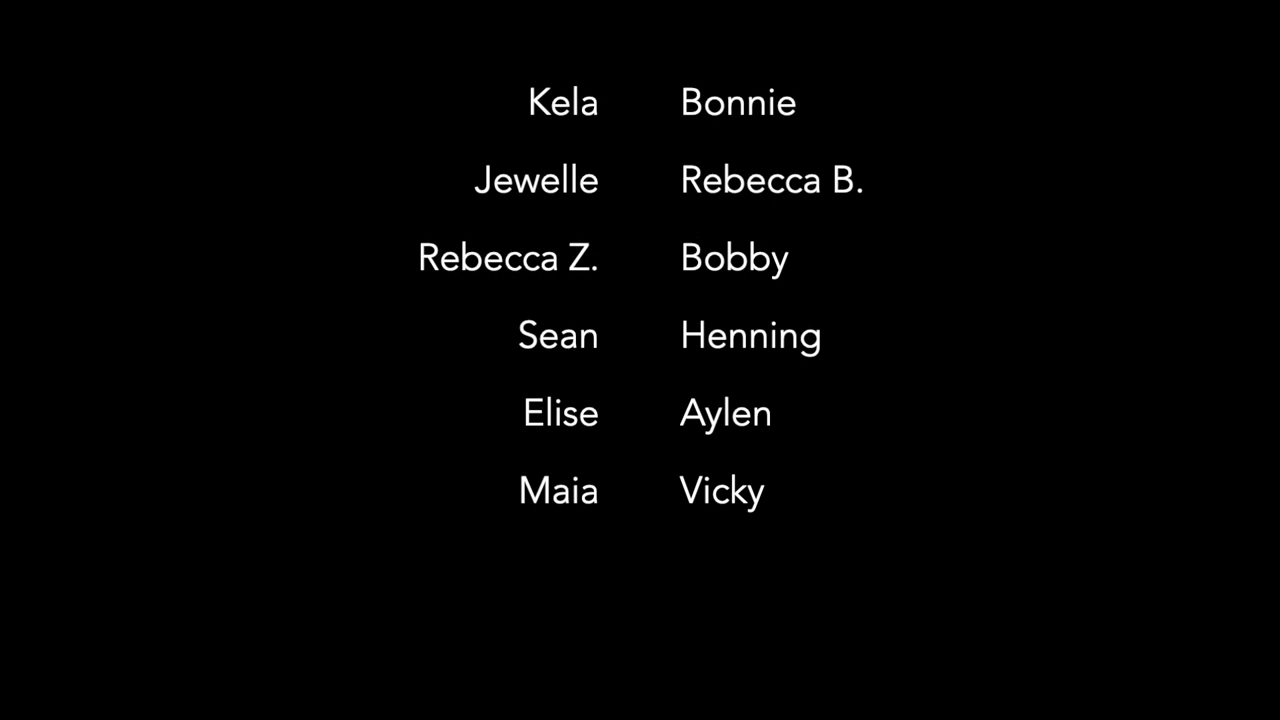 Kela Bonnie
Jewelle Rebecca B.
Rebecca Z. Bobby
Sean Henning
Elise Aylen
Maia Vicky